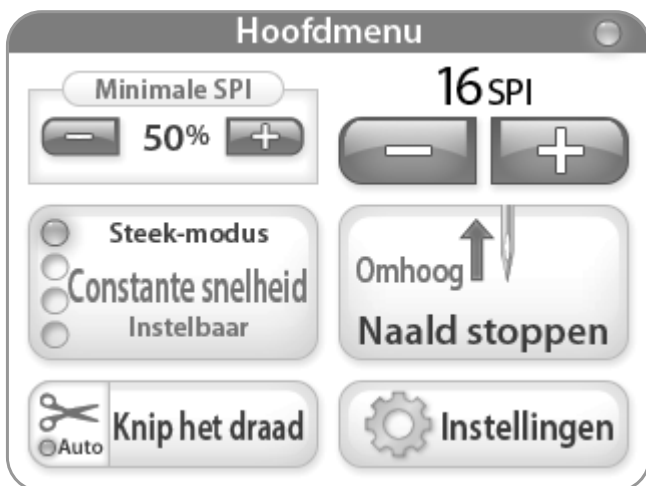 Hoofdmenu
Minimale SPI
50%
16 SPI
Steek-modus
Constante snelheid
Instelbaar
Omhoog
Naald stoppen
Auto
Knip het draad
Instellingen